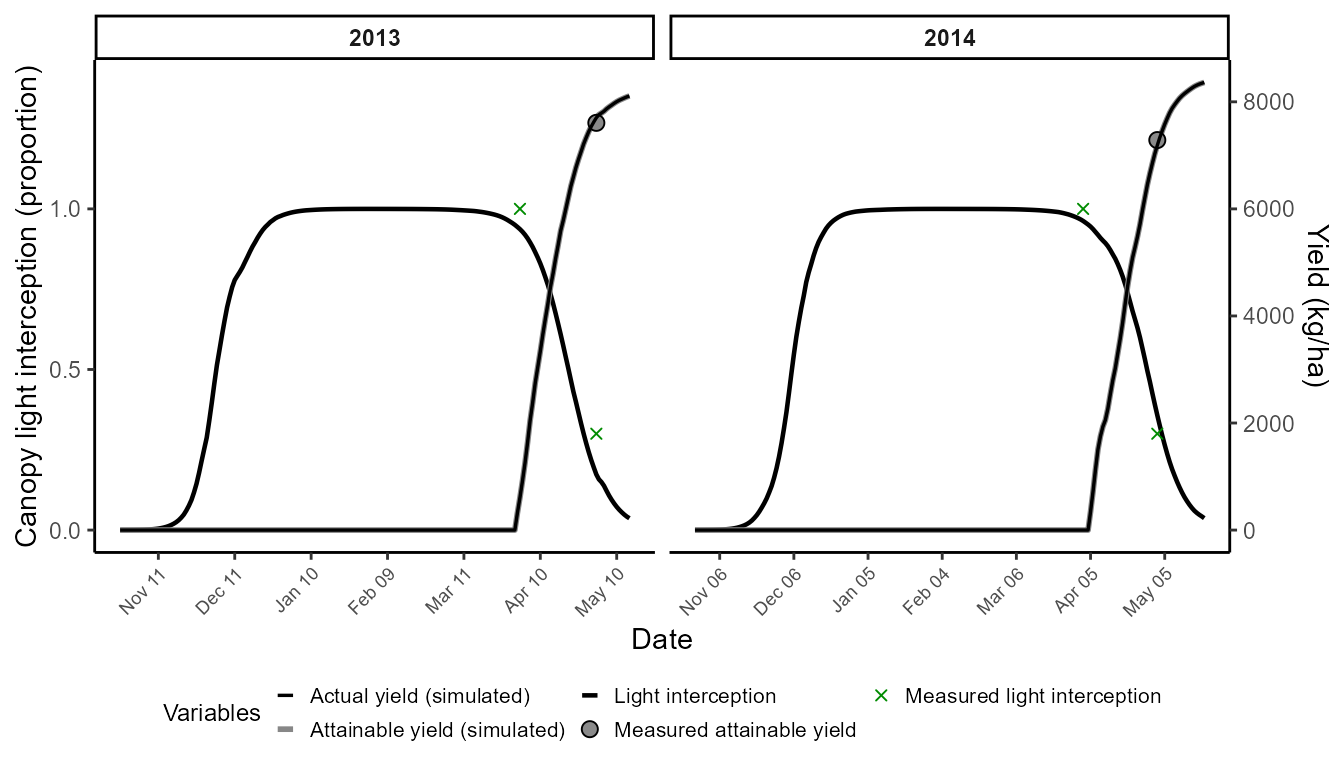 2013
2014
Canopy light interception (proportion)
1.0
0.5
0.0
8000
6000
4000
2000
0
Yield (kg/ha)
Nov 11
Dec 11
Jan 10
Feb 09
Mar 11
Apr 10
May 10
Nov 06
Dec 06
Jan 05
Feb 04
Mar 06
Apr 05
May 05
Date
Variables
Actual yield (simulated)
Light interception
Measured light interception
Attainable yield (simulated)
Measured attainable yield